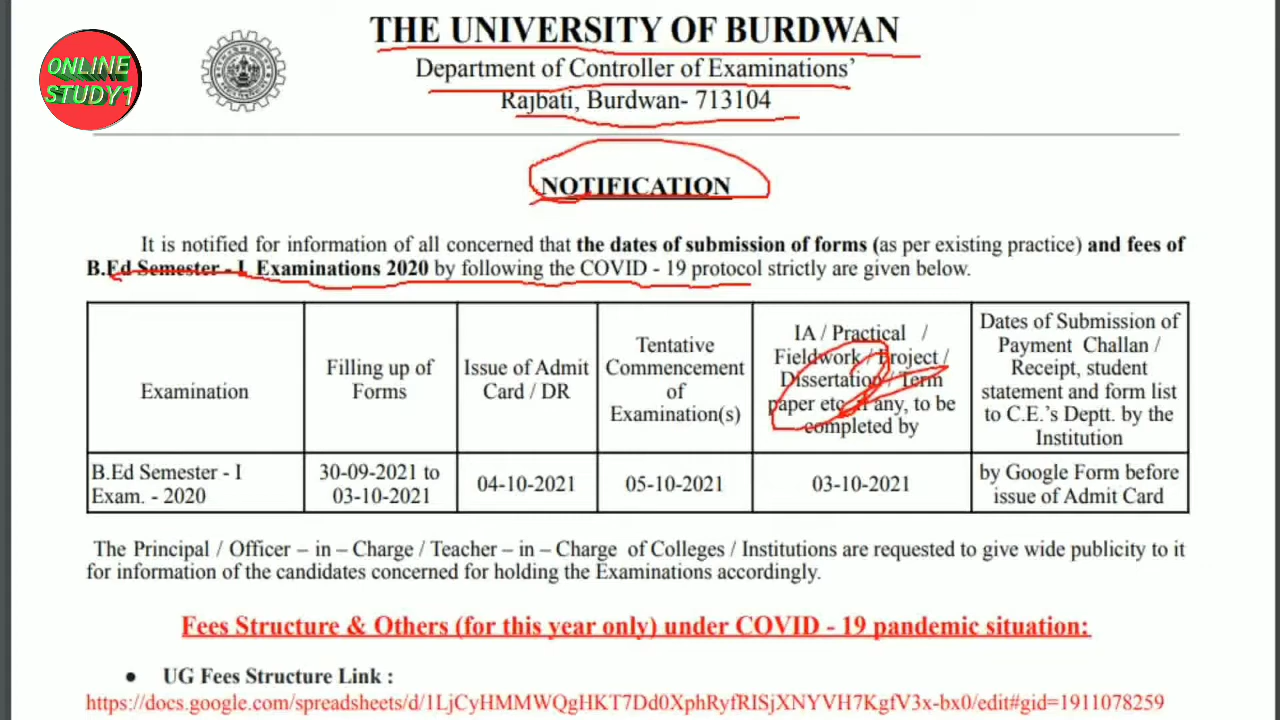 THE UNIVERSITY OF BURDWAN
ONLINE
STUDY1
Department of Controller of Examinations’
Rajbati, Burdwan- 713104
NOTIFICATION
It is notified for information of all concerned that the dates of submission of forms (as per existing practice) and fees of
B.Ed Semester - I Examinations 2020 by following the COVID - 19 protocol strictly are given below.
Examination
Filling up of
Forms
Issue of Admit
Card / DR
Tentative
Commencement
of
Examination(s)
IA / Practical /
Fieldwork / Project /
Dissertation / Term
paper etc. if any, to be
completed by
Dates of Submission of
Payment Challan /
Receipt, student
statement and form list
to C.E.’s Deptt. by the
Institution
B.Ed Semester - I
Exam. - 2020
30-09-2021 to
03-10-2021
04-10-2021
05-10-2021
03-10-2021
by Google Form before
issue of Admit Card
The Principal / Officer – in – Charge / Teacher – in – Charge of Colleges / Institutions are requested to give wide publicity to it
for information of the candidates concerned for holding the Examinations accordingly.
Fees Structure & Others (for this year only) under COVID - 19 pandemic situation:
● UG Fees Structure Link :
https://docs.google.com/spreadsheets/d/1LjCyHMMWQgHKT7Dd0XphRyfRISjXNYVH7KgfV3x-bx0/edit#gid=1911078259